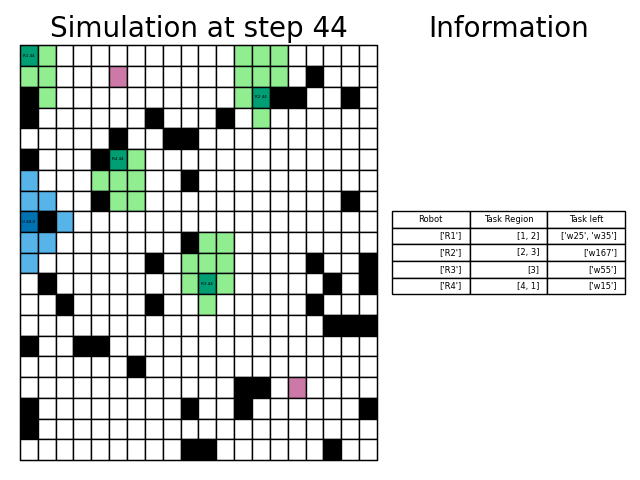 Simulation at step 44
Information
Robot Task Region Task left
['R1'] [1, 2] ['w25', 'w35']
['R2'] [2, 3] ['w167']
['R3'] [3] ['w55']
['R4'] [4, 1] ['w15']